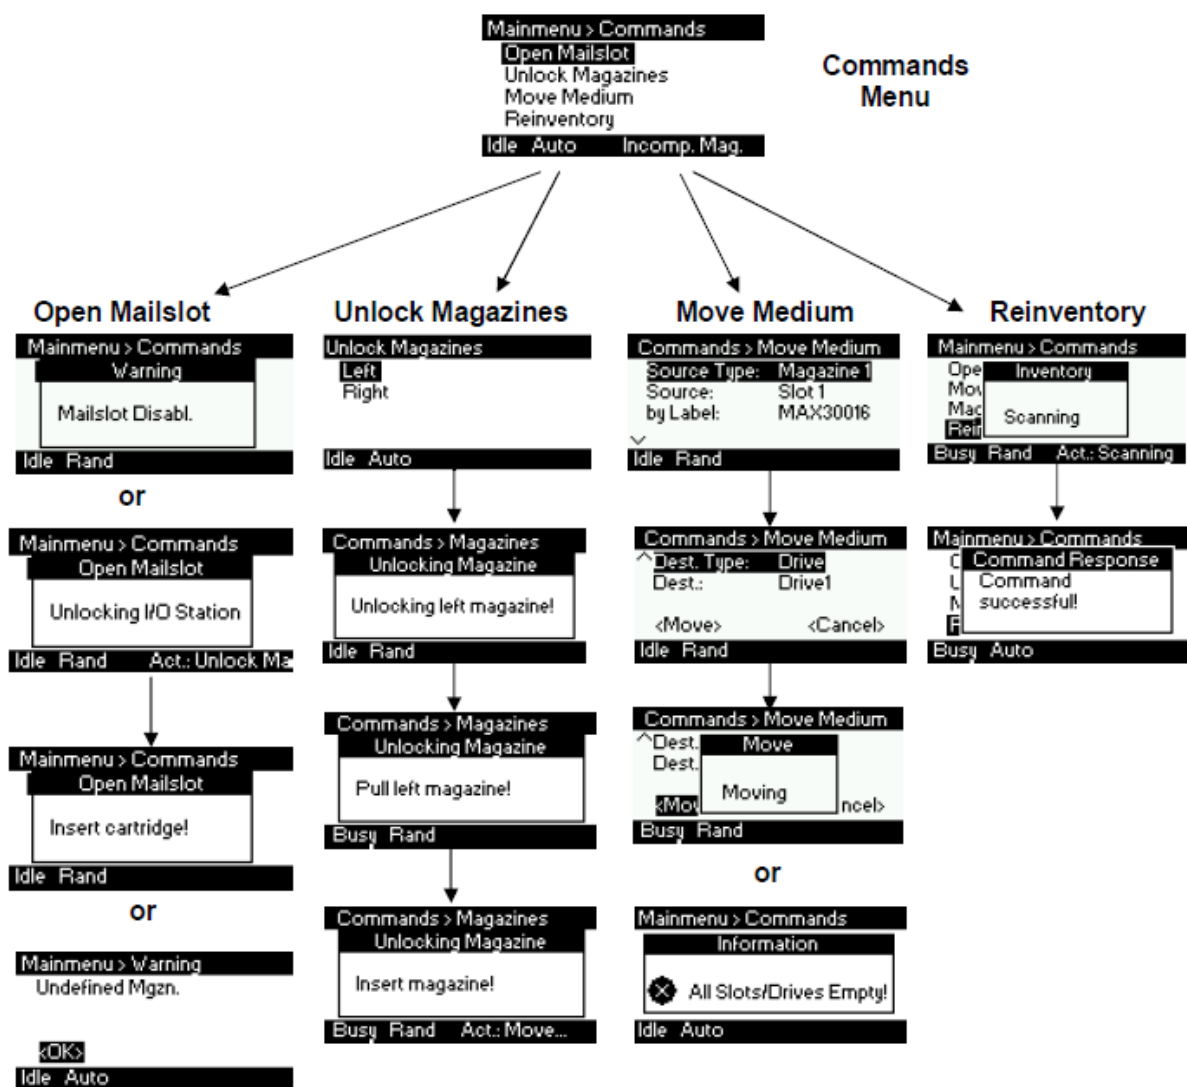 Mainmenu > Commands
Open Mailslot
Unlock Magazines
Move Medium
Reinventory
Idle Auto Incomp. Mag.
Commands
Menu
Open Mailslot
Mainmenu > Commands
Warning
Mailslot Disabl.
Idle Rand
or
Mainmenu > Commands
Open Mailslot
Unlocking I/O Station
Idle Rand Act.: Unlock Ma
Mainmenu > Commands
Open Mailslot
Insert cartridge!
Idle Rand
or
Mainmenu > Warning
Undefined Mgzn.
<OK>
Idle Auto
Unlock Magazines
Unlock Magazines
Left
Right
Idle Auto
Commands > Magazines
Unlocking Magazine
Unlocking left magazine!
Idle Rand
Commands > Magazines
Unlocking Magazine
Pull left magazine!
Busy Rand
Commands > Magazines
Unlocking Magazine
Insert magazine!
Busy Rand Act.: Move...
Move Medium
Commands > Move Medium
Source Type: Magazine 1
Source: Slot 1
by Label: MAX30016
Idle Rand
Commands > Move Medium
Dest. Type: Drive
Dest.: Drive1
<Move> <Cancel>
Idle Rand
Commands > Move Medium
Dest.
Move
Dest.
Moving
<Mov ncel>
Busy Rand
or
Mainmenu > Commands
Information
All Slots/Drives Empty!
Idle Auto
Reinventory
Mainmenu > Commands
Ope
Inventory
Mov
Mag
Scanning
Rein
Busy Rand Act.: Scanning
Mainmenu > Commands
Command Response
Command
successful!
Busy Auto